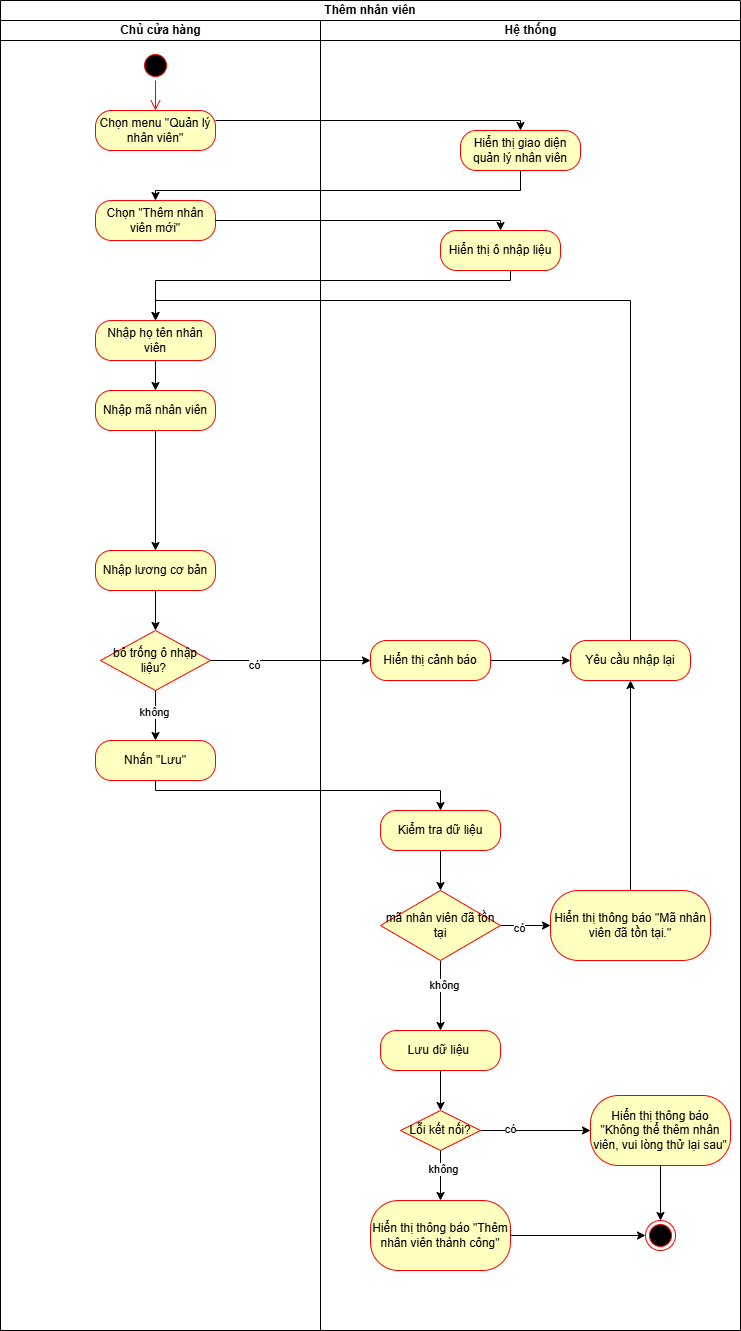 Thêm nhân viên
Chủ cửa hàng
Hệ thống
Chọn menu "Quản lý
nhân viên"
Hiển thị giao diện
quản lý nhân viên
Chọn "Thêm nhân
viên mới"
Hiển thị ô nhập liệu
Nhập họ tên nhân
viên
Nhập mã nhân viên
Nhập lương cơ bản
bỏ trống ô nhập
liệu?
có
Hiển thị cảnh báo
Yêu cầu nhập lại
không
Nhấn "Lưu"
Kiểm tra dữ liệu
mã nhân viên đã tồn
tại
có
Hiển thị thông báo "Mã nhân
viên đã tồn tại."
không
Lưu dữ liệu
Lỗi kết nối?
có
Hiển thị thông báo
"Không thể thêm nhân
viên, vui lòng thử lại sau"
không
Hiển thị thông báo "Thêm
nhân viên thành công"